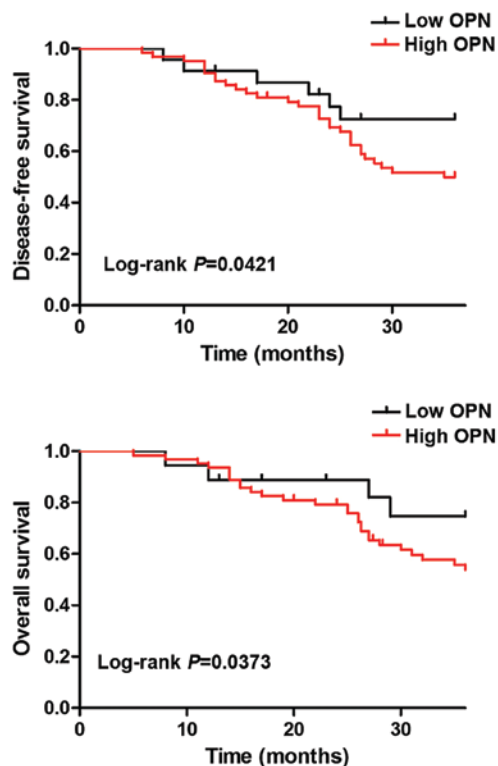 Low OPN
High OPN
1.0
0.8
0.6
0.4
0.2
0.0
Disease-free survival
Log-rank P=0.0421
0 10 20 30
Time (months)
Low OPN
High OPN
1.0
0.8
0.6
0.4
0.2
0.0
Overall survival
Log-rank P=0.0373
0 10 20 30
Time (months)